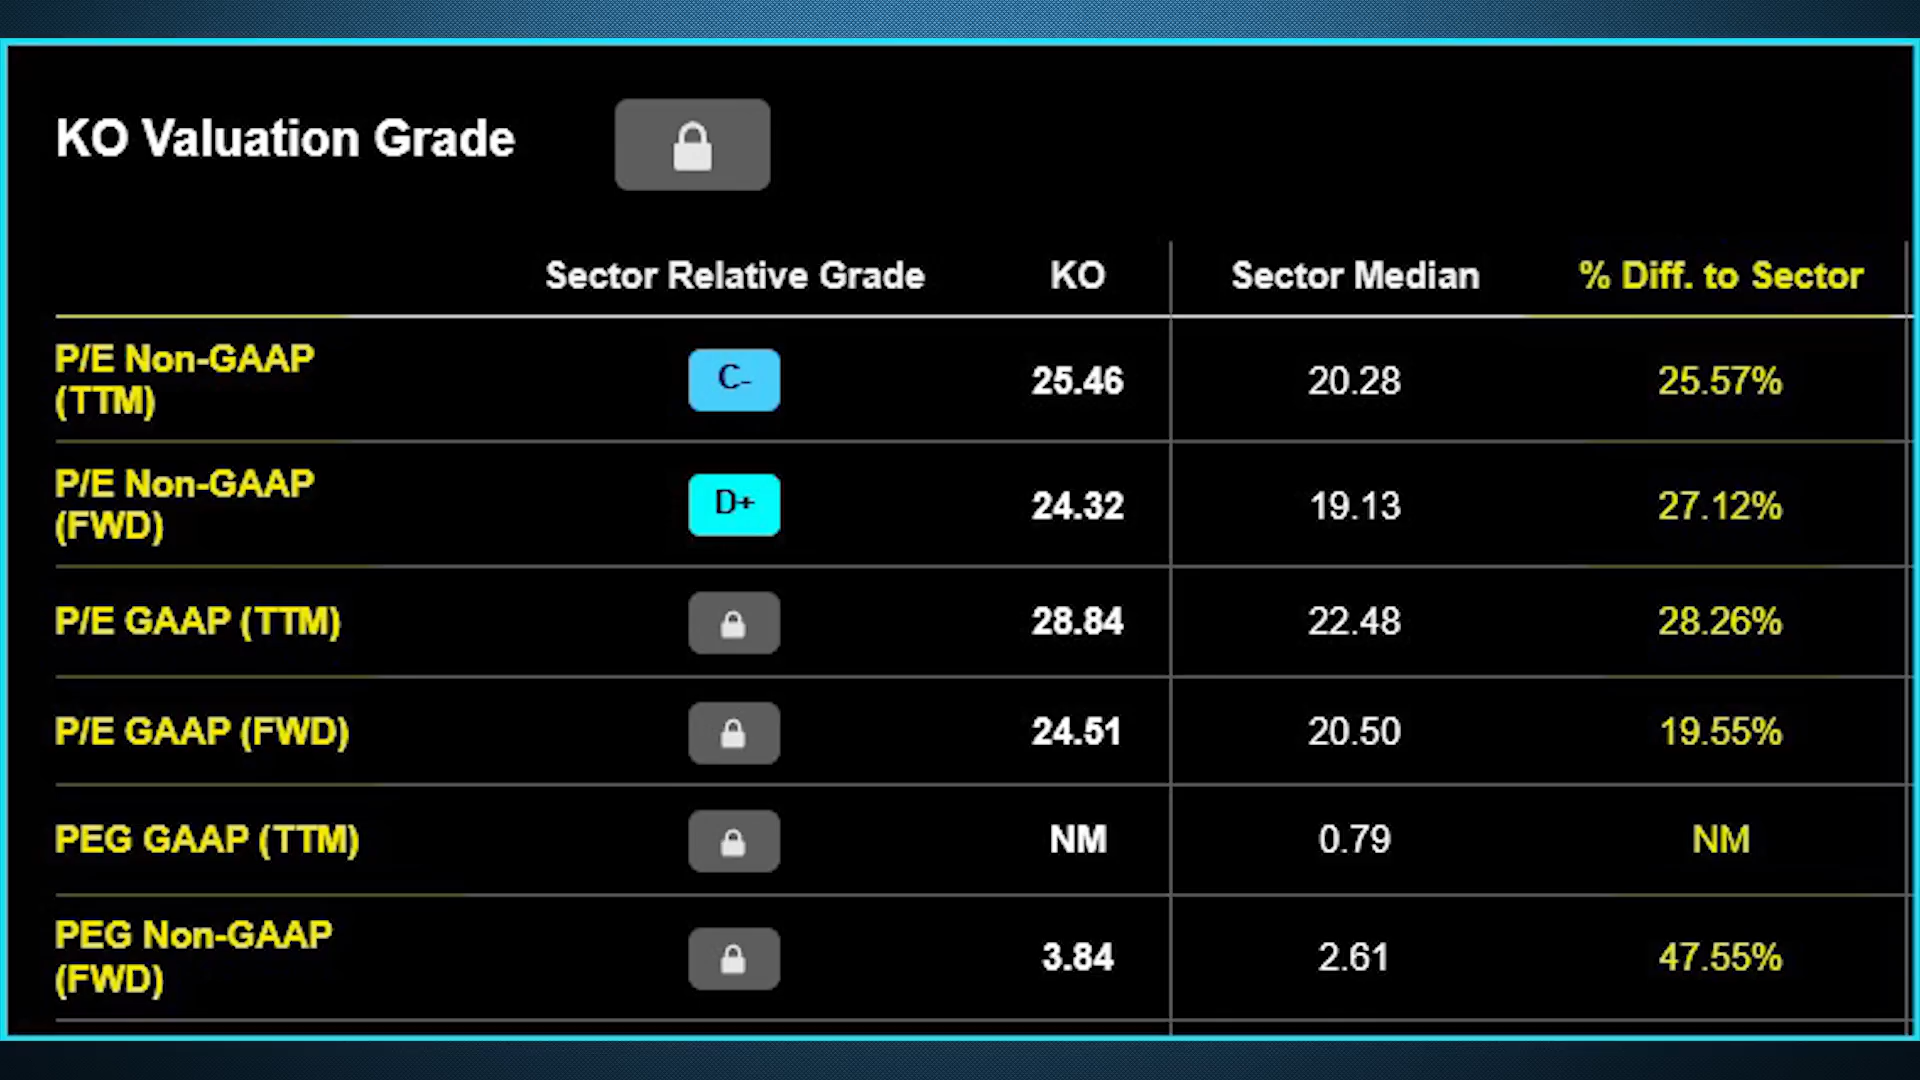 KO Valuation Grade
Sector Relative Grade KO Sector Median % Diff. to Sector
P/E Non-GAAP
(TTM)
C- 25.46 20.28 25.57%
P/E Non-GAAP
(FWD)
D+ 24.32 19.13 27.12%
P/E GAAP (TTM) 28.84 22.48 28.26%
P/E GAAP (FWD) 24.51 20.50 19.55%
PEG GAAP (TTM) NM 0.79 NM
PEG Non-GAAP
(FWD)
3.84 2.61 47.55%